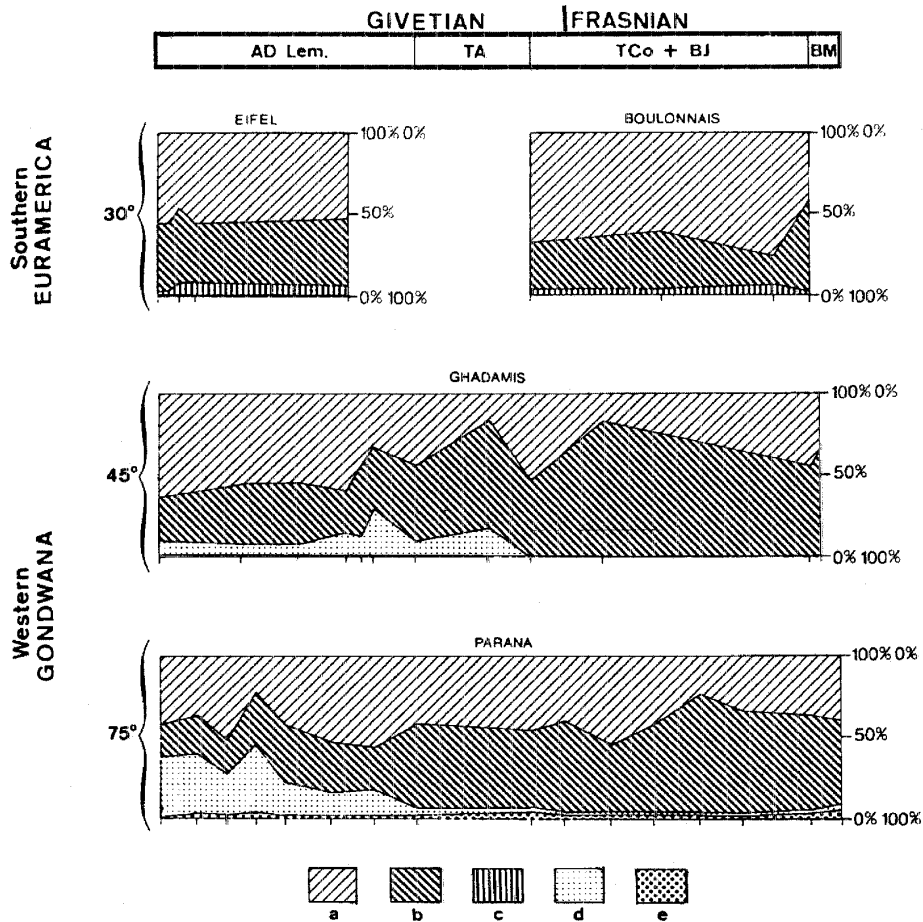 GIVETIAN FRASNIAN
AD Lem. TA TCo + BJ BM
Southern
EURAMERICA
30°
EIFEL
100% 0%
50%
0% 100%
BOULONNAIS
100% 0%
50%
0% 100%
Western
GONDWANA
45°
GHADAMIS
100% 0%
50%
0% 100%
75°
PARANA
100% 0%
50%
0% 100%
a b c d e